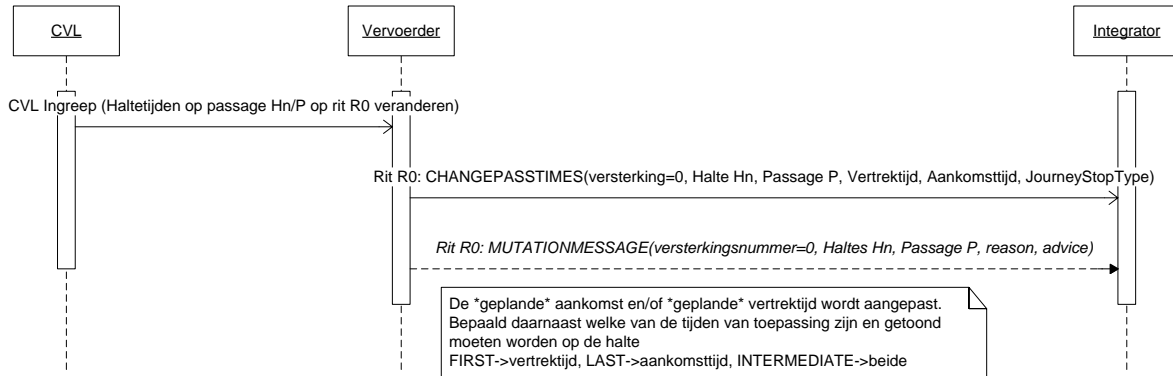 CVL
Vervoerder
Integrator
CVL Ingreep (Haltetijden op passage Hn/P op rit R0 veranderen)
Rit R0: CHANGEPASSTIMES(versterking=0, Halte Hn, Passage P, Vertrektijd, Aankomsttijd, JourneyStopType)
Rit R0: MUTATIONMESSAGE(versterkingsnummer=0, Haltes Hn, Passage P, reason, advice)
De *geplande* aankomst en/of *geplande* vertrektijd wordt aangepast.
Bepaald daarnaast welke van de tijden van toepassing zijn en getoond
moeten worden op de halte
FIRST->vertrektijd, LAST->aankomsttijd, INTERMEDIATE->beide